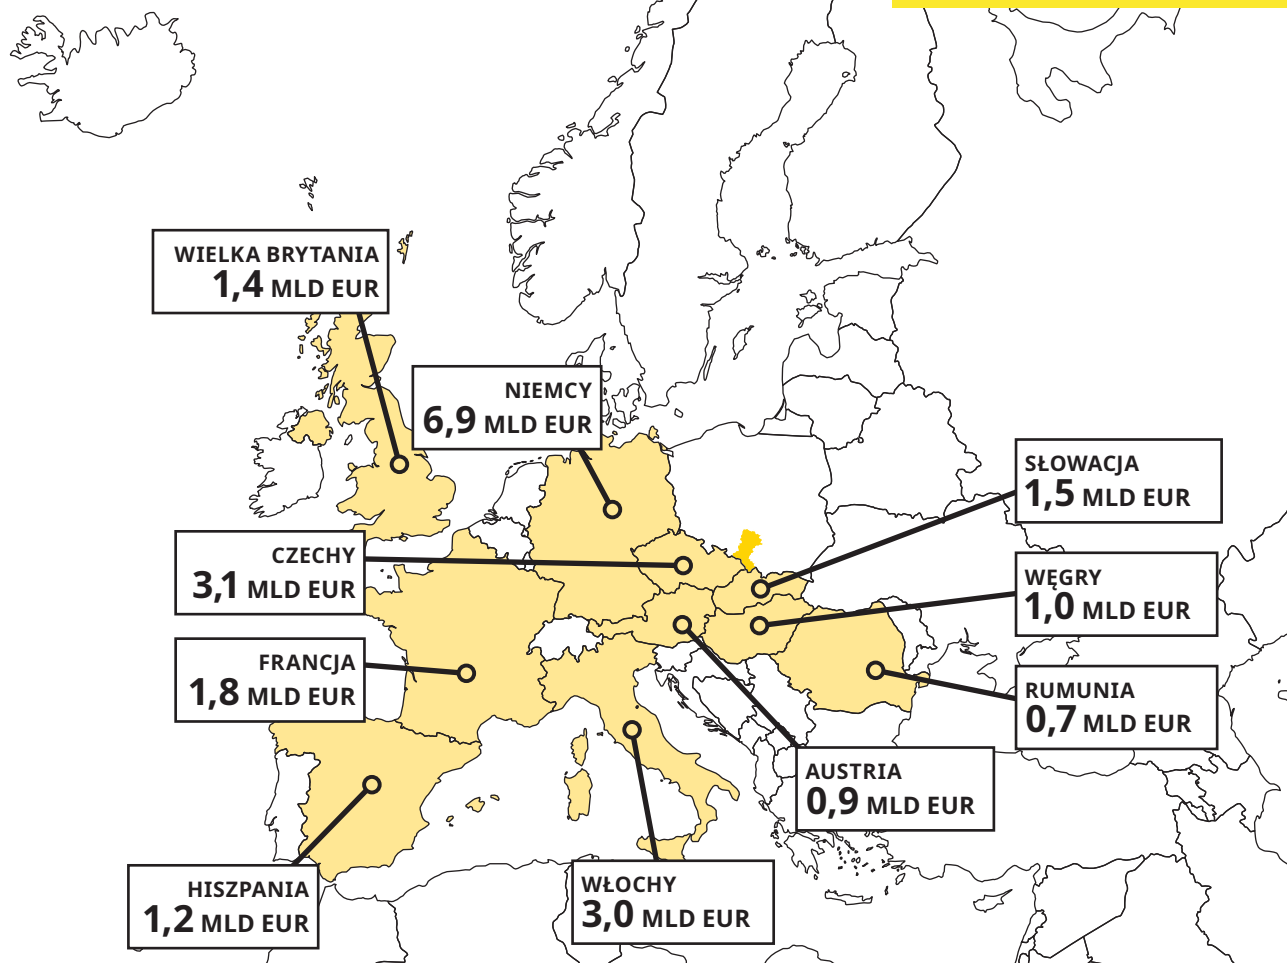 WIELKA BRYTANIA
1,4 MLD EUR
NIEMCY
6,9 MLD EUR
SŁOWACJA
1,5 MLD EUR
CZECHY
3,1 MLD EUR
WĘGRY
1,0 MLD EUR
FRANCJA
1,8 MLD EUR
RUMUNIA
0,7 MLD EUR
AUSTRIA
0,9 MLD EUR
HISZPANIA
1,2 MLD EUR
WŁOCHY
3,0 MLD EUR